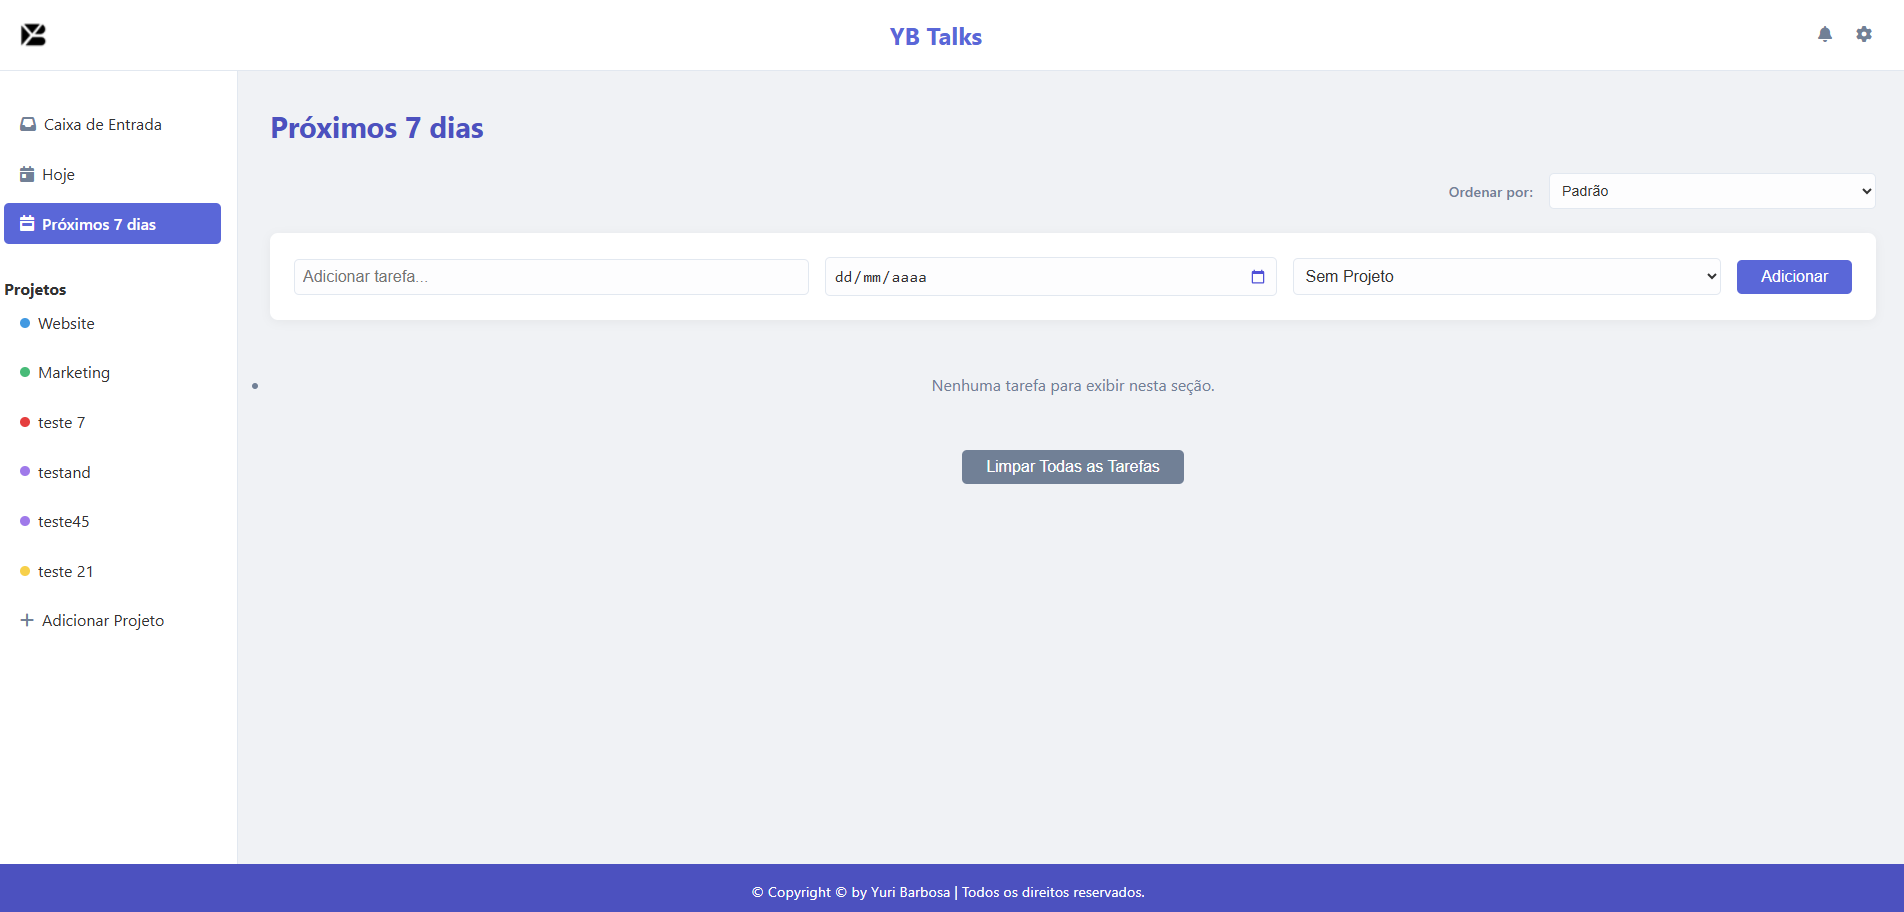 YB Talks
Caixa de Entrada
Hoje
Próximos 7 dias
Projetos
Website
Marketing
teste 7
testand
teste45
teste 21
Adicionar Projeto
Próximos 7 dias
Ordenar por: Padrão
Adicionar tarefa... dd/mm/aaaa Sem Projeto Adicionar
Nenhuma tarefa para exibir nesta seção.
Limpar Todas as Tarefas
© Copyright © by Yuri Barbosa | Todos os direitos reservados.